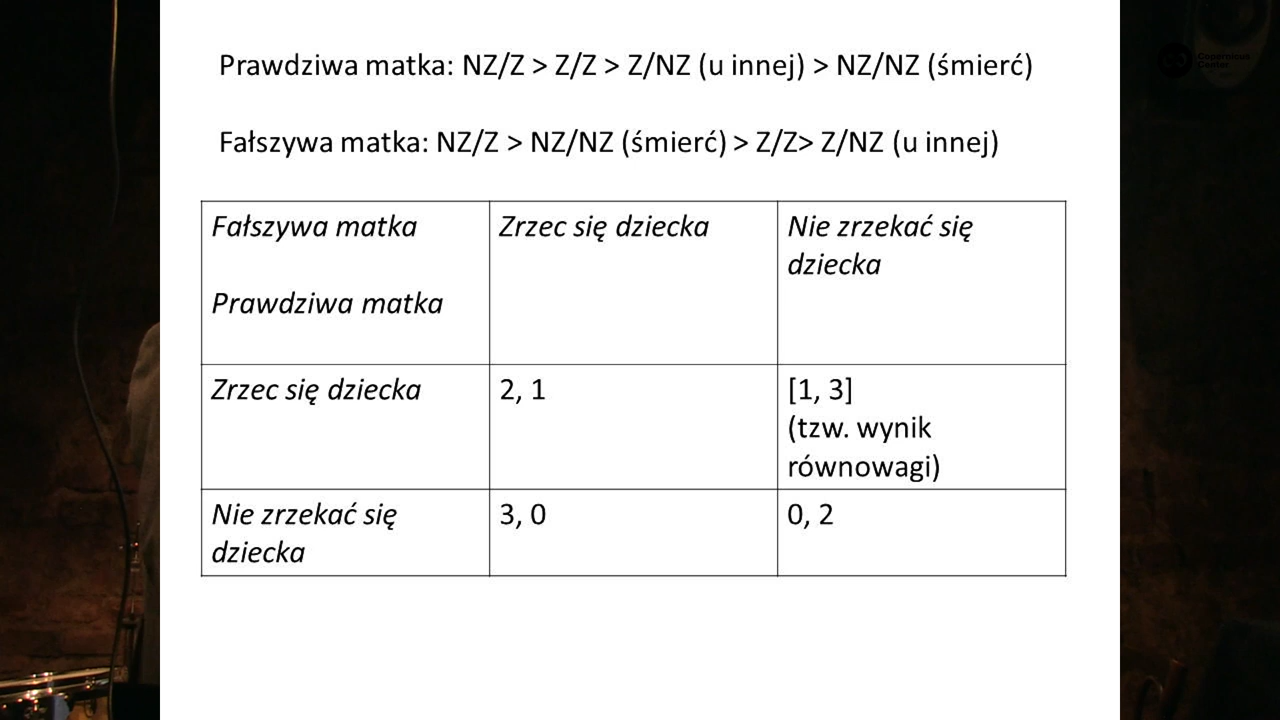 Prawdziwa matka: NZ/Z > Z/Z > Z/NZ (u innej) > NZ/NZ (śmierć)
Fałszywa matka: NZ/Z > NZ/NZ (śmierć) > Z/Z> Z/NZ (u innej)
Fałszywa matka
Prawdziwa matka
Zrzec się dziecka
Nie zrzekać się
dziecka
Zrzec się dziecka
2, 1
[1, 3]
(tzw. wynik
równowagi)
Nie zrzekać się
dziecka
3, 0
0, 2
Copernicus
Center